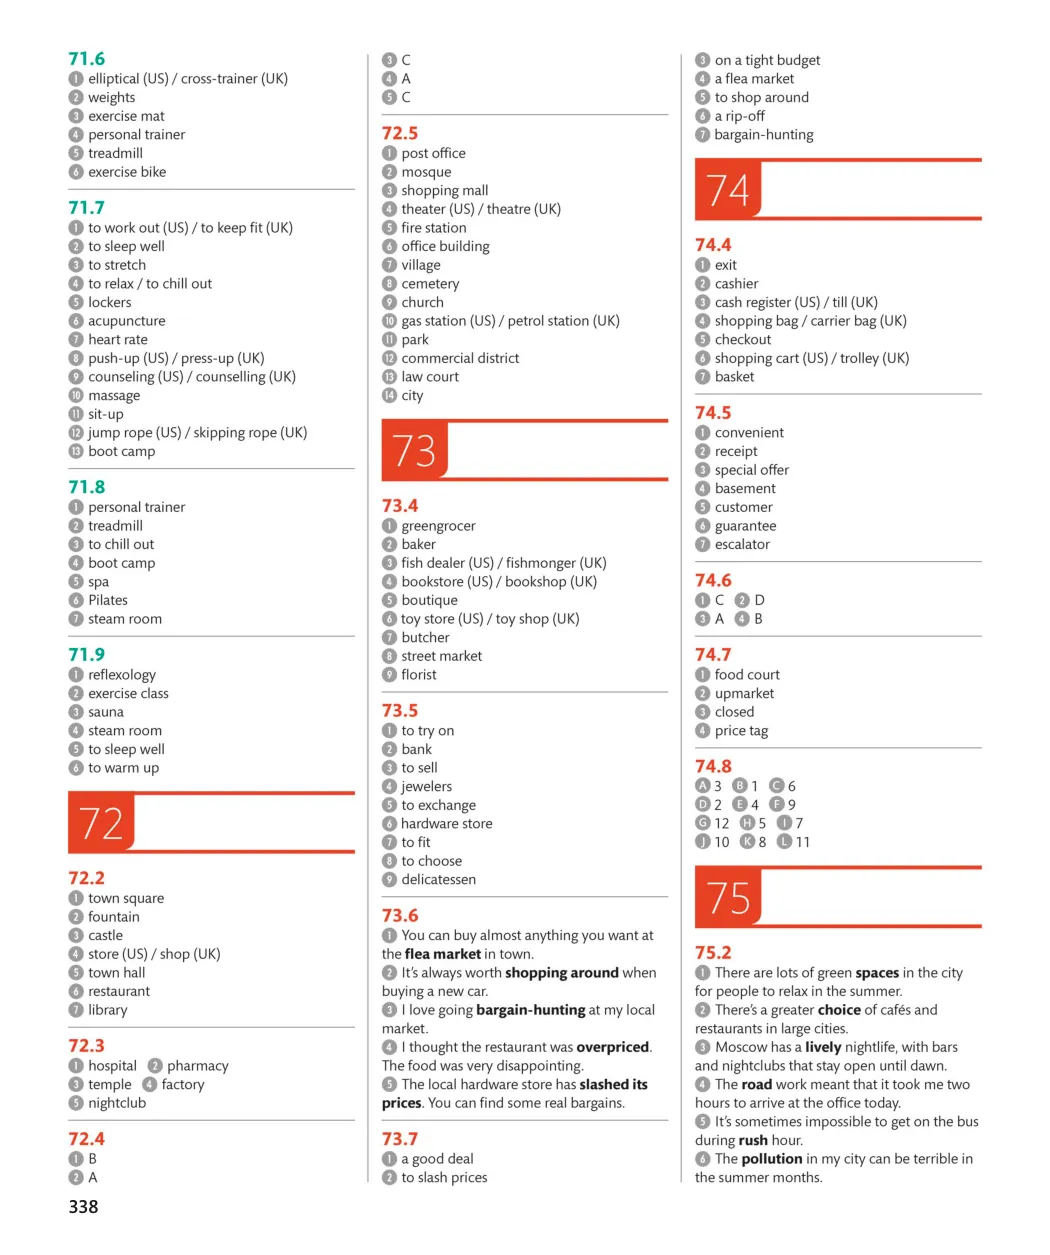 71.6
1 elliptical (US) / cross-trainer (UK)
2 weights
3 exercise mat
4 personal trainer
5 treadmill
6 exercise bike
71.7
1 to work out (US) / to keep fit (UK)
2 to sleep well
3 to stretch
4 to relax / to chill out
5 lockers
6 acupuncture
7 heart rate
8 push-up (US) / press-up (UK)
9 counseling (US) / counselling (UK)
10 massage
11 sit-up
12 jump rope (US) / skipping rope (UK)
13 boot camp
71.8
1 personal trainer
2 treadmill
3 to chill out
4 boot camp
5 spa
6 Pilates
7 steam room
71.9
1 reflexology
2 exercise class
3 sauna
4 steam room
5 to sleep well
6 to warm up
72
72.2
1 town square
2 fountain
3 castle
4 store (US) / shop (UK)
5 town hall
6 restaurant
7 library
72.3
1 hospital 2 pharmacy
3 temple 4 factory
5 nightclub
72.4
1 B
2 A
3 C
4 A
5 C
72.5
1 post office
2 mosque
3 shopping mall
4 theater (US) / theatre (UK)
5 fire station
6 office building
7 village
8 cemetery
9 church
10 gas station (US) / petrol station (UK)
11 park
12 commercial district
13 law court
14 city
73
73.4
1 greengrocer
2 baker
3 fish dealer (US) / fishmonger (UK)
4 bookstore (US) / bookshop (UK)
5 boutique
6 toy store (US) / toy shop (UK)
7 butcher
8 street market
9 florist
73.5
1 to try on
2 bank
3 to sell
4 jewelers
5 to exchange
6 hardware store
7 to fit
8 to choose
9 delicatessen
73.6
1 You can buy almost anything you want at
the flea market in town.
2 It's always worth shopping around when
buying a new car.
3 I love going bargain-hunting at my local
market.
4 I thought the restaurant was overpriced.
The food was very disappointing.
5 The local hardware store has slashed its
prices. You can find some real bargains.
73.7
1 a good deal
2 to slash prices
3 on a tight budget
4 a flea market
5 to shop around
6 a rip-off
7 bargain-hunting
74
74.4
1 exit
2 cashier
3 cash register (US) / till (UK)
4 shopping bag / carrier bag (UK)
5 checkout
6 shopping cart (US) / trolley (UK)
7 basket
74.5
1 convenient
2 receipt
3 special offer
4 basement
5 customer
6 guarantee
7 escalator
74.6
1 C 2 D
3 A 4 B
74.7
1 food court
2 upmarket
3 closed
4 price tag
74.8
A 3 B 1 C 6
D 2 E 4 F 9
G 12 H 5 I 7
J 10 K 8 L 11
75
75.2
1 There are lots of green spaces in the city
for people to relax in the summer.
2 There's a greater choice of cafés and
restaurants in large cities.
3 Moscow has a lively nightlife, with bars
and nightclubs that stay open until dawn.
4 The road work meant that it took me two
hours to arrive at the office today.
5 It's sometimes impossible to get on the bus
during rush hour.
6 The pollution in my city can be terrible in
the summer months.
338